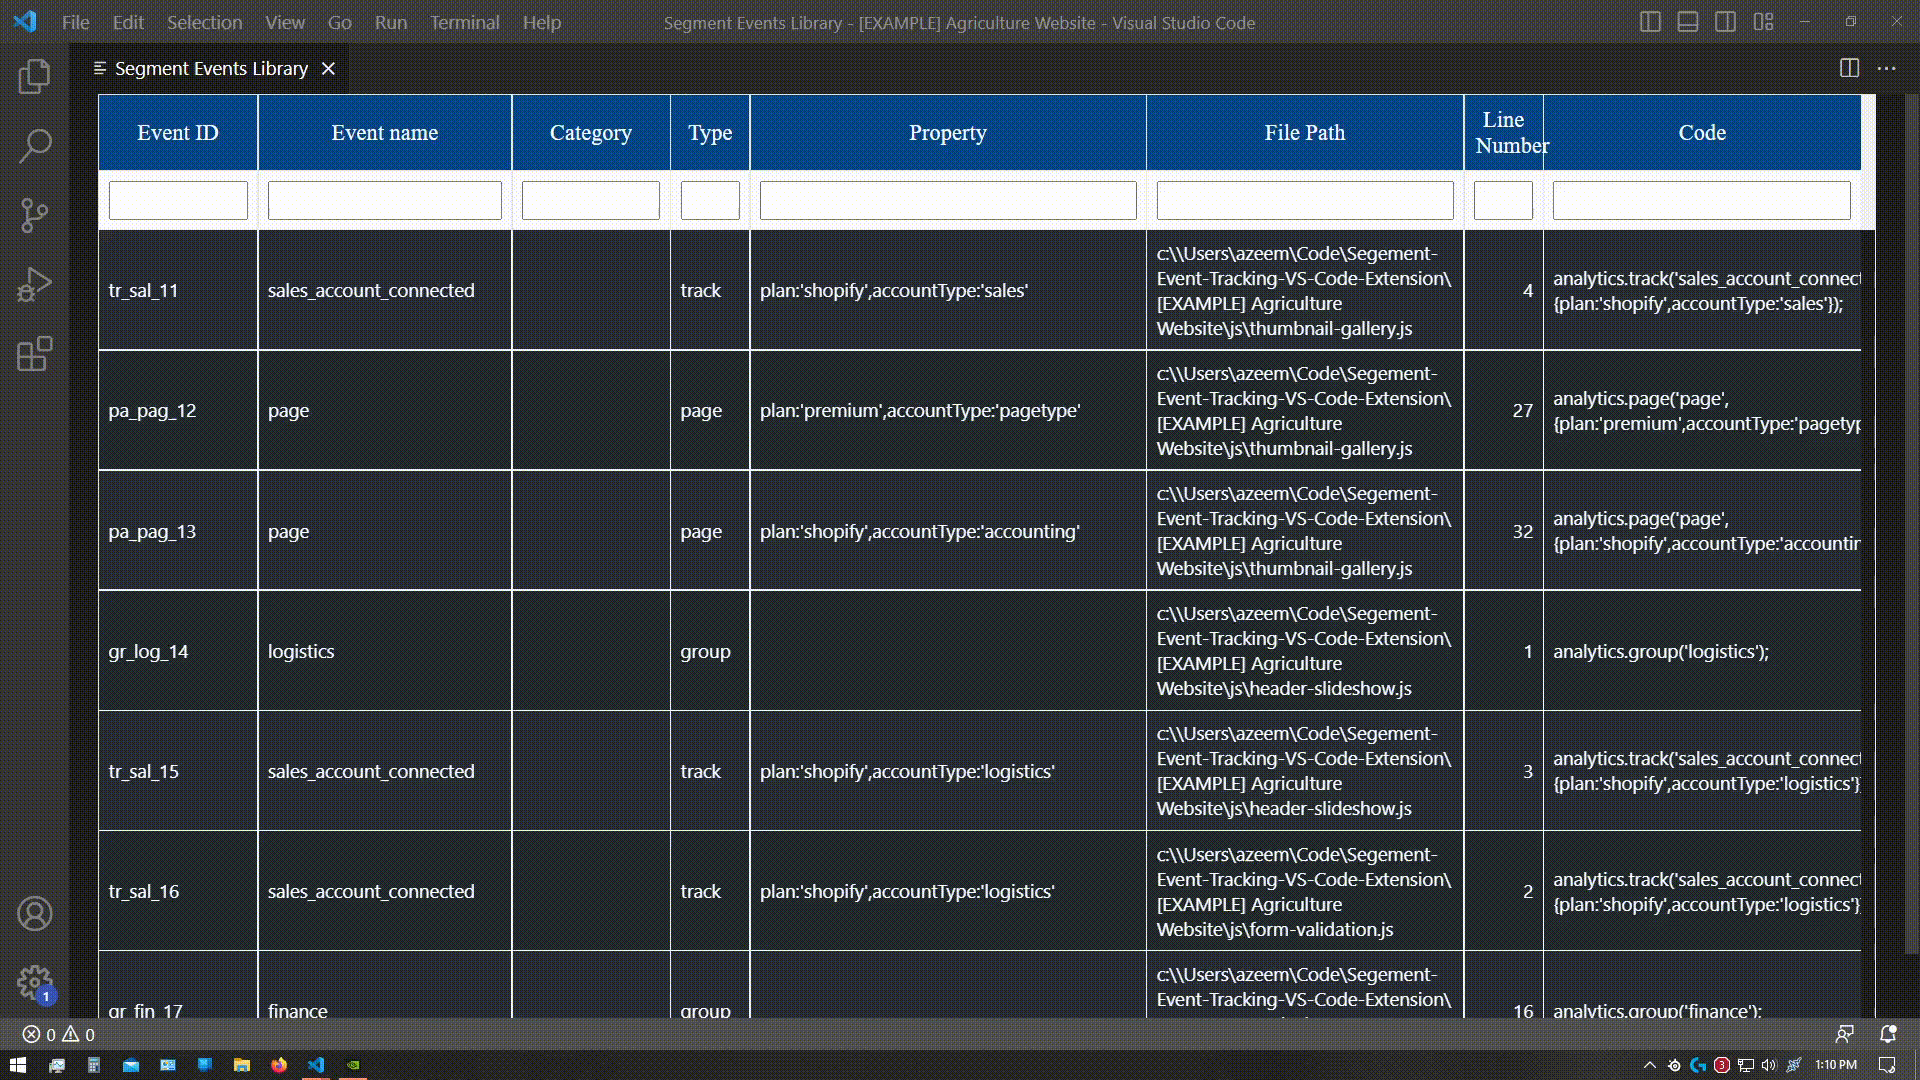 File Edit Selection View Go Run Terminal Help
Segment Events Library - [EXAMPLE] Agriculture Website - Visual Studio Code
Segment Events Library
Event ID Event name Category Type Property File Path Line Number Code
tr_sal_11 sales_account_connected track plan:'shopify',accountType:'sales'
c:\\Users\azeem\Code\Segement-
Event-Tracking-VS-Code-Extension\
[EXAMPLE] Agriculture
Website\js\thumbnail-gallery.js
4
analytics.track('sales_account_connect
{plan:'shopify',accountType:'sales'});
pa_pag_12 page page plan:'premium',accountType:'pagetype'
c:\\Users\azeem\Code\Segement-
Event-Tracking-VS-Code-Extension\
[EXAMPLE] Agriculture
Website\js\thumbnail-gallery.js
27
analytics.page('page',
{plan:'premium',accountType:'pagetyp
pa_pag_13 page page plan:'shopify',accountType:'accounting'
c:\\Users\azeem\Code\Segement-
Event-Tracking-VS-Code-Extension\
[EXAMPLE] Agriculture
Website\js\thumbnail-gallery.js
32
analytics.page('page',
{plan:'shopify',accountType:'accountin
gr_log_14 logistics group
c:\\Users\azeem\Code\Segement-
Event-Tracking-VS-Code-Extension\
[EXAMPLE] Agriculture
Website\js\header-slideshow.js
1
analytics.group('logistics');
tr_sal_15 sales_account_connected track plan:'shopify',accountType:'logistics'
c:\\Users\azeem\Code\Segement-
Event-Tracking-VS-Code-Extension\
[EXAMPLE] Agriculture
Website\js\header-slideshow.js
3
analytics.track('sales_account_connect
{plan:'shopify',accountType:'logistics'}
tr_sal_16 sales_account_connected track plan:'shopify',accountType:'logistics'
c:\\Users\azeem\Code\Segement-
Event-Tracking-VS-Code-Extension\
[EXAMPLE] Agriculture
Website\js\form-validation.js
2
analytics.track('sales_account_connect
{plan:'shopify',accountType:'logistics'}
gr_fin_17 finance group
c:\\Users\azeem\Code\Segement-
Event-Tracking-VS-Code-Extension\
16
analytics.group('finance');
1
0 0
3
1:10 PM